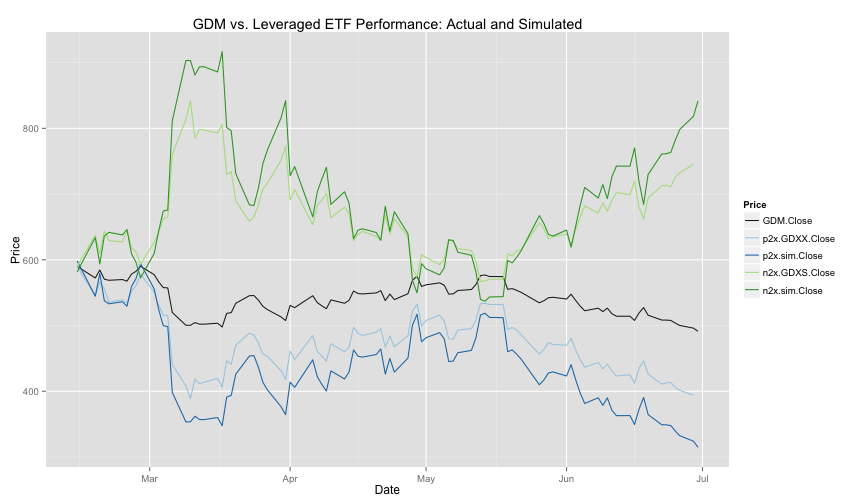 GDM vs. Leveraged ETF Performance: Actual and Simulated
Price
800
600
400
Mar
Apr
May
Jun
Jul
Date
Price
GDM.Close
p2x.GDXX.Close
p2x.sim.Close
n2x.GDXS.Close
n2x.sim.Close